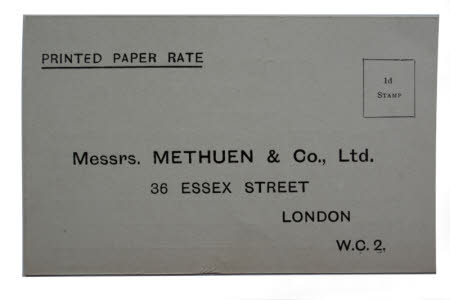 PRINTED PAPER RATE
1d
STAMP
Messrs. METHUEN & Co., Ltd.
36 ESSEX STREET
LONDON
W.C. 2.